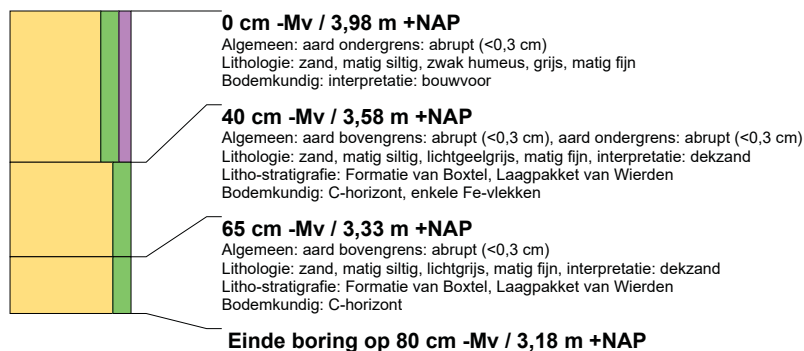 0 cm -Mv / 3,98 m +NAP
Algemeen: aard ondergrens: abrupt (<0,3 cm)
Lithologie: zand, matig siltig, zwak humeus, grijs, matig fijn
Bodemkundig: interpretatie: bouwvoor
40 cm -Mv / 3,58 m +NAP
Algemeen: aard bovengrens: abrupt (<0,3 cm), aard ondergrens: abrupt (<0,3 cm)
Lithologie: zand, matig siltig, lichtgeelgrijs, matig fijn, interpretatie: dekzand
Litho-stratigrafie: Formatie van Boxtel, Laagpakket van Wierden
Bodemkundig: C-horizont, enkele Fe-vlekken
65 cm -Mv / 3,33 m +NAP
Algemeen: aard bovengrens: abrupt (<0,3 cm)
Lithologie: zand, matig siltig, lichtgrijs, matig fijn, interpretatie: dekzand
Litho-stratigrafie: Formatie van Boxtel, Laagpakket van Wierden
Bodemkundig: C-horizont
Einde boring op 80 cm -Mv / 3,18 m +NAP